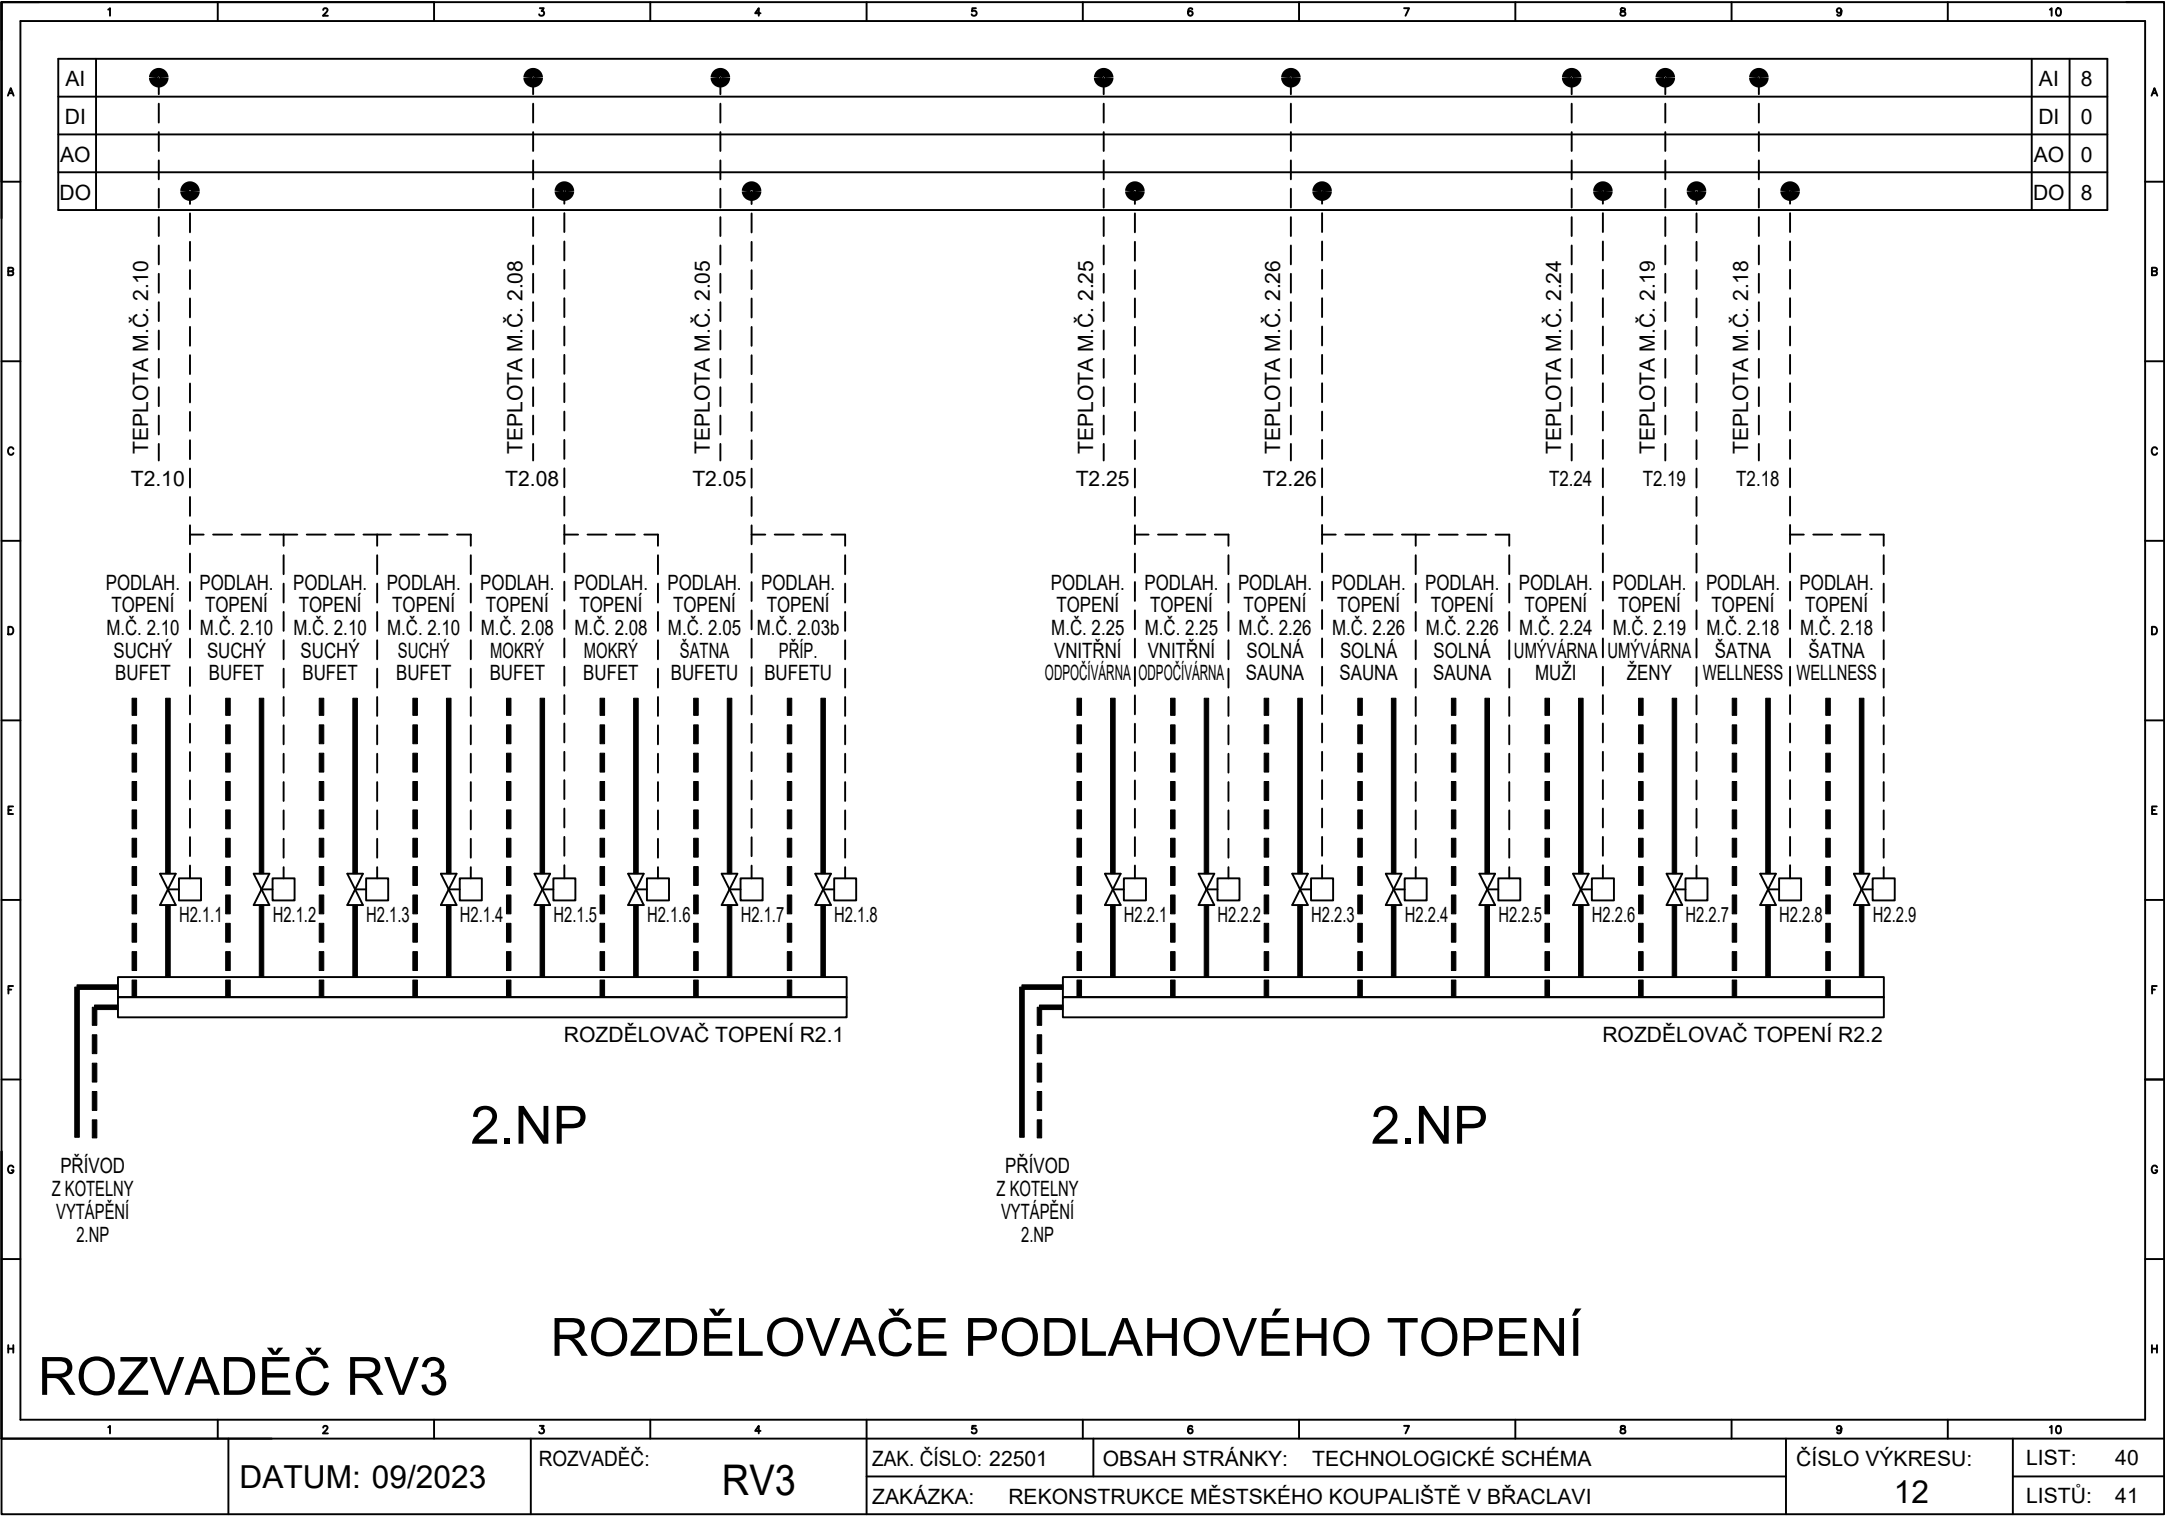 1 2 3 4 5 6 7 8 9 10
A A
B B
C C
D D
E E
F F
G G
H H
AI AI 8
DI DI 0
AO AO 0
DO DO 8
TEPLOTA M.Č. 2.10
TEPLOTA M.Č. 2.08
TEPLOTA M.Č. 2.05
TEPLOTA M.Č. 2.25
TEPLOTA M.Č. 2.26
TEPLOTA M.Č. 2.24
TEPLOTA M.Č. 2.19
TEPLOTA M.Č. 2.18
T2.10 T2.08 T2.05 T2.25 T2.26 T2.24 T2.19 T2.18
PODLAH. PODLAH. PODLAH. PODLAH. PODLAH. PODLAH. PODLAH. PODLAH. PODLAH. PODLAH. PODLAH. PODLAH. PODLAH. PODLAH. PODLAH. PODLAH. PODLAH.
TOPENÍ TOPENÍ TOPENÍ TOPENÍ TOPENÍ TOPENÍ TOPENÍ TOPENÍ TOPENÍ TOPENÍ TOPENÍ TOPENÍ TOPENÍ TOPENÍ TOPENÍ TOPENÍ TOPENÍ
M.Č. 2.10 M.Č. 2.10 M.Č. 2.10 M.Č. 2.10 M.Č. 2.08 M.Č. 2.08 M.Č. 2.05 M.Č. 2.03b M.Č. 2.25 M.Č. 2.25 M.Č. 2.26 M.Č. 2.26 M.Č. 2.26 M.Č. 2.24 M.Č. 2.19 M.Č. 2.18 M.Č. 2.18
SUCHÝ SUCHÝ SUCHÝ SUCHÝ MOKRÝ MOKRÝ ŠATNA PŘÍP. VNITŘNÍ VNITŘNÍ SOLNÁ SOLNÁ SOLNÁ UMÝVÁRNA UMÝVÁRNA ŠATNA ŠATNA
BUFET BUFET BUFET BUFET BUFET BUFET BUFETU BUFETU ODPOČÍVÁRNA ODPOČÍVÁRNA SAUNA SAUNA SAUNA MUŽI ŽENY WELLNESS WELLNESS
H2.1.1 H2.1.2 H2.1.3 H2.1.4 H2.1.5 H2.1.6 H2.1.7 H2.1.8 H2.2.1 H2.2.2 H2.2.3 H2.2.4 H2.2.5 H2.2.6 H2.2.7 H2.2.8 H2.2.9
ROZDĚLOVAČ TOPENÍ R2.1 ROZDĚLOVAČ TOPENÍ R2.2
2.NP 2.NP
PŘÍVOD PŘÍVOD
Z KOTELNY Z KOTELNY
VYTÁPĚNÍ VYTÁPĚNÍ
2.NP 2.NP
ROZDĚLOVAČE PODLAHOVÉHO TOPENÍ
ROZVADĚČ RV3
1 2 3 4 5 6 7 8 9 10
DATUM: 09/2023
ROZVADĚČ:
RV3
ZAK. ČÍSLO: 22501 OBSAH STRÁNKY: TECHNOLOGICKÉ SCHÉMA
ZAKÁZKA: REKONSTRUKCE MĚSTSKÉHO KOUPALIŠTĚ V BŘACLAVI
ČÍSLO VÝKRESU:
12
LIST: 40
LISTŮ: 41